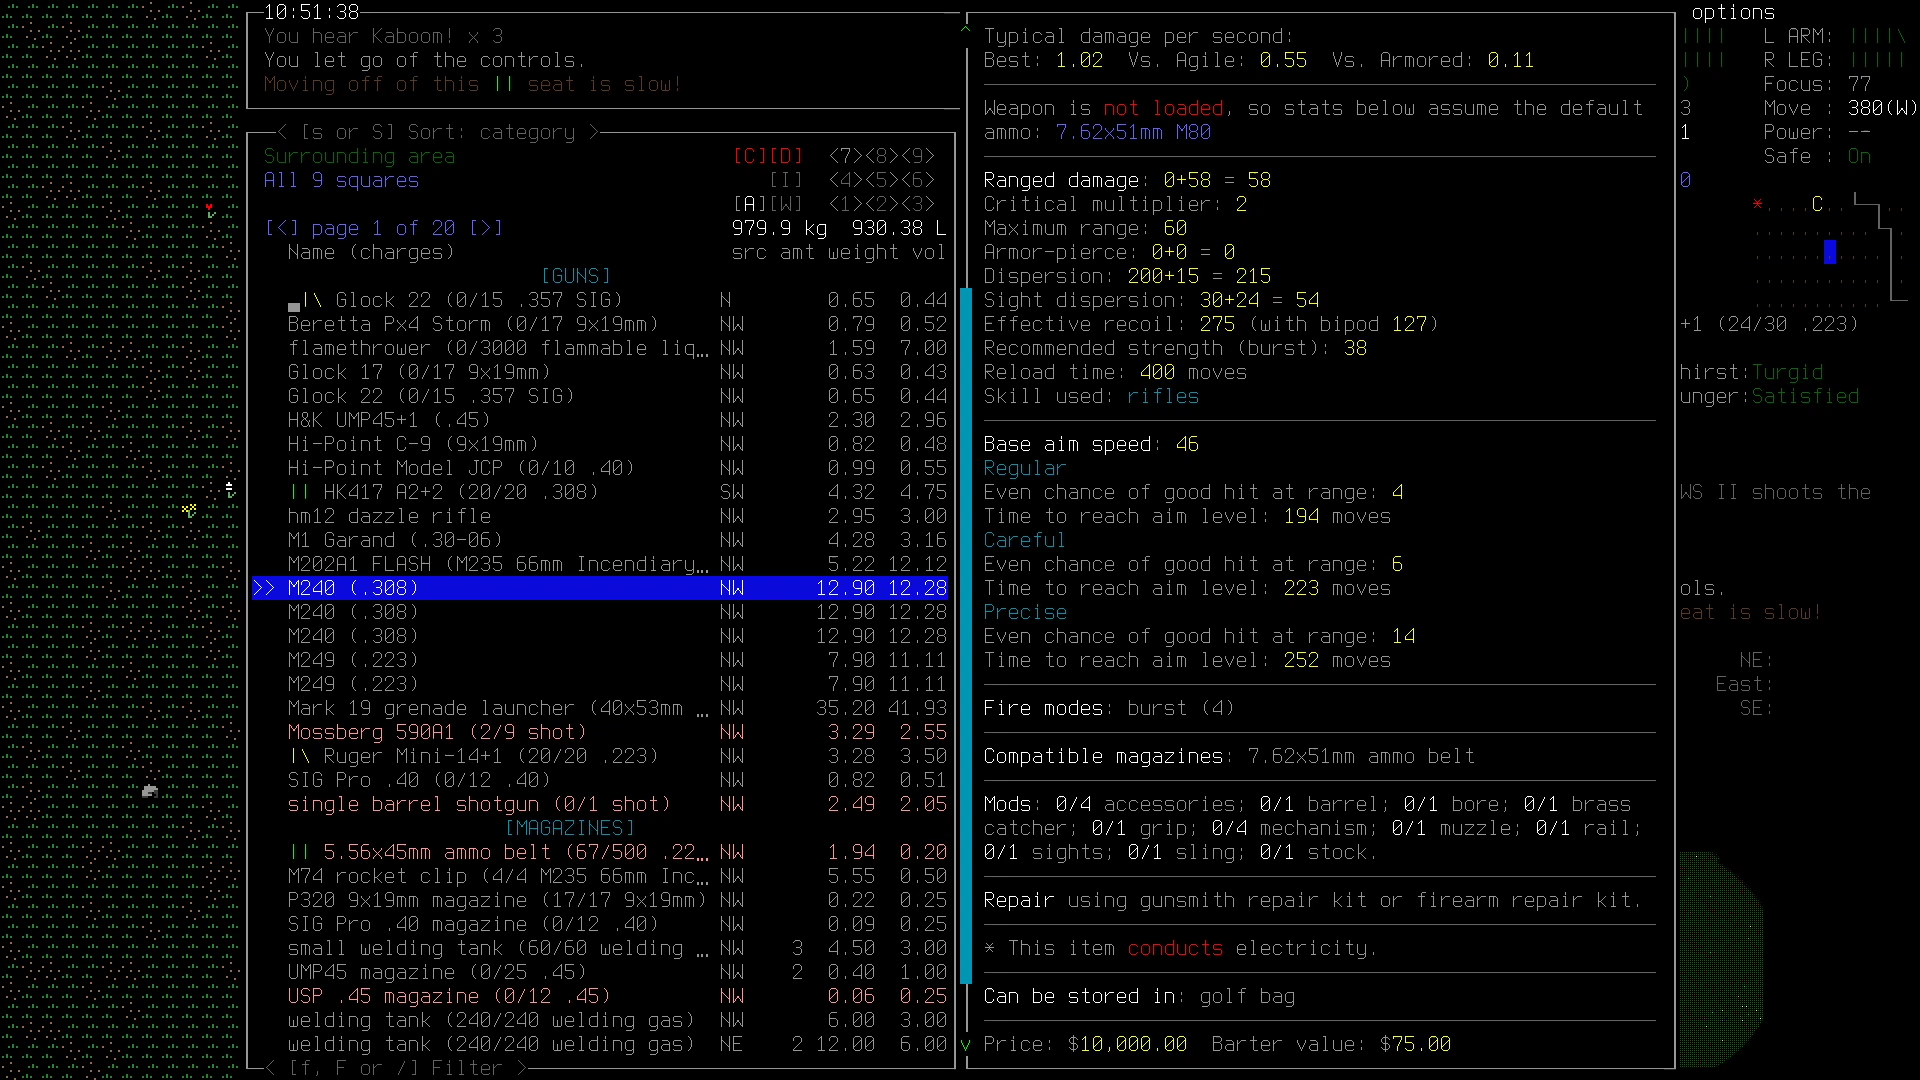 10:51:38
You hear Kaboom! x 3
You let go of the controls.
Moving off of this || seat is slow!
< [s or S] Sort: category >
Surrounding area [C][D] <7><8><9>
All 9 squares [I] <4><5><6>
[A][W] <1><2><3>
[<] page 1 of 20 [>] 979.9 kg 930.38 L
Name (charges) src amt weight vol
[GUNS]
|\ Glock 22 (0/15 .357 SIG) N 0.65 0.44
Beretta Px4 Storm (0/17 9x19mm) NW 0.79 0.52
flamethrower (0/3000 flammable liq… NW 1.59 7.00
Glock 17 (0/17 9x19mm) NW 0.63 0.43
Glock 22 (0/15 .357 SIG) NW 0.65 0.44
H&K UMP45+1 (.45) NW 2.30 2.96
Hi-Point C-9 (9x19mm) NW 0.82 0.48
Hi-Point Model JCP (0/10 .40) NW 0.99 0.55
|| HK417 A2+2 (20/20 .308) SW 4.32 4.75
hm12 dazzle rifle NW 2.95 3.00
M1 Garand (.30-06) NW 4.28 3.16
M202A1 FLASH (M235 66mm Incendiary… NW 5.22 12.12
>> M240 (.308) NW 12.90 12.28
M240 (.308) NW 12.90 12.28
M240 (.308) NW 12.90 12.28
M249 (.223) NW 7.90 11.11
M249 (.223) NW 7.90 11.11
Mark 19 grenade launcher (40x53mm … NW 35.20 41.93
Mossberg 590A1 (2/9 shot) NW 3.29 2.55
|\ Ruger Mini-14+1 (20/20 .223) NW 3.28 3.50
SIG Pro .40 (0/12 .40) NW 0.82 0.51
single barrel shotgun (0/1 shot) NW 2.49 2.05
[MAGAZINES]
|| 5.56x45mm ammo belt (67/500 .22… NW 1.94 0.20
M74 rocket clip (4/4 M235 66mm Inc… NW 5.55 0.50
P320 9x19mm magazine (17/17 9x19mm) NW 0.22 0.25
SIG Pro .40 magazine (0/12 .40) NW 0.09 0.25
small welding tank (60/60 welding … NW 3 4.50 3.00
UMP45 magazine (0/25 .45) NW 2 0.40 1.00
USP .45 magazine (0/12 .45) NW 0.06 0.25
welding tank (240/240 welding gas) NW 6.00 3.00
welding tank (240/240 welding gas) NE 2 12.00 6.00
< [f, F or /] Filter >
Typical damage per second:
Best: 1.02 Vs. Agile: 0.55 Vs. Armored: 0.11
Weapon is not loaded, so stats below assume the default
ammo: 7.62x51mm M80
Ranged damage: 0+58 = 58
Critical multiplier: 2
Maximum range: 60
Armor-pierce: 0+0 = 0
Dispersion: 200+15 = 215
Sight dispersion: 30+24 = 54
Effective recoil: 275 (with bipod 127)
Recommended strength (burst): 38
Reload time: 400 moves
Skill used: rifles
Base aim speed: 46
Regular
Even chance of good hit at range: 4
Time to reach aim level: 194 moves
Careful
Even chance of good hit at range: 6
Time to reach aim level: 223 moves
Precise
Even chance of good hit at range: 14
Time to reach aim level: 252 moves
Fire modes: burst (4)
Compatible magazines: 7.62x51mm ammo belt
Mods: 0/4 accessories; 0/1 barrel; 0/1 bore; 0/1 brass
catcher; 0/1 grip; 0/4 mechanism; 0/1 muzzle; 0/1 rail;
0/1 sights; 0/1 sling; 0/1 stock.
Repair using gunsmith repair kit or firearm repair kit.
* This item conducts electricity.
Can be stored in: golf bag
Price: $10,000.00 Barter value: $75.00
options
|||| L ARM: ||||\
|||| R LEG: |||||
) Focus: 77
3 Move : 380(W)
1 Power: --
Safe : On
0
* C
+1 (24/30 .223)
hirst:Turgid
unger:Satisfied
WS II shoots the
ols.
eat is slow!
NE:
East:
SE: